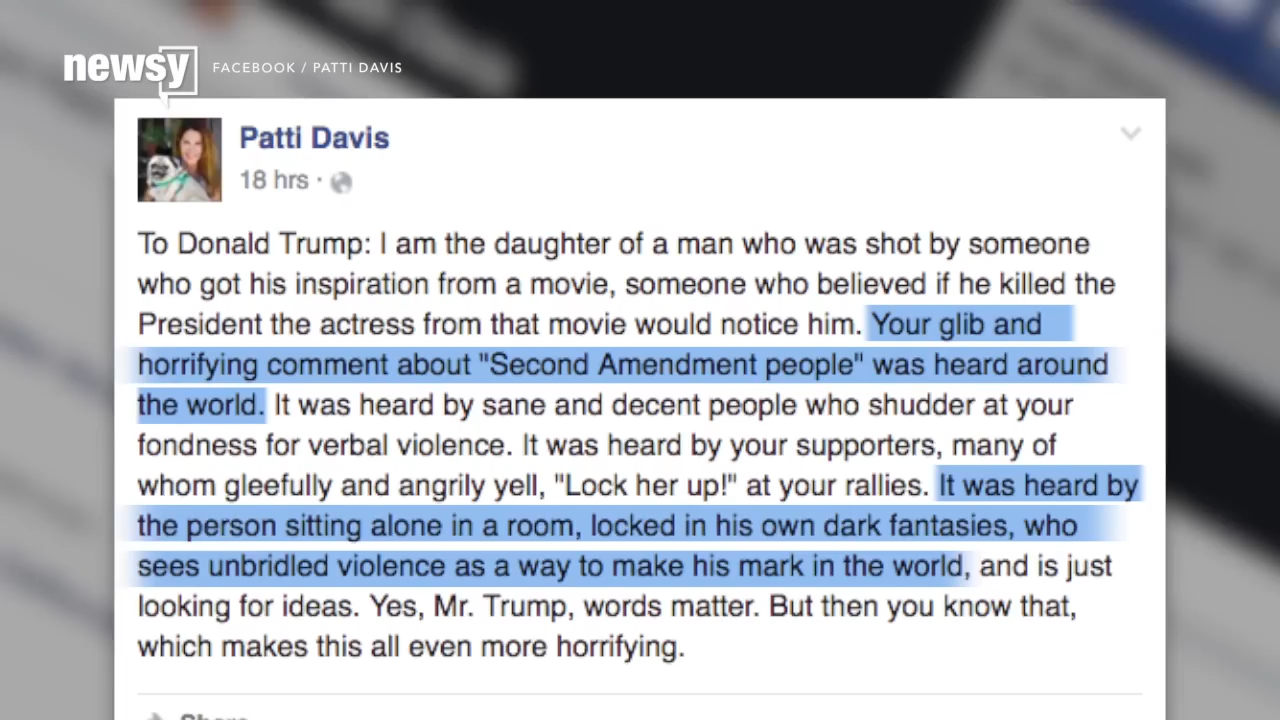 newsy
FACEBOOK / PATTI DAVIS
Patti Davis
18 hrs ·
To Donald Trump: I am the daughter of a man who was shot by someone
who got his inspiration from a movie, someone who believed if he killed the
President the actress from that movie would notice him. Your glib and
horrifying comment about "Second Amendment people" was heard around
the world. It was heard by sane and decent people who shudder at your
fondness for verbal violence. It was heard by your supporters, many of
whom gleefully and angrily yell, "Lock her up!" at your rallies. It was heard by
the person sitting alone in a room, locked in his own dark fantasies, who
sees unbridled violence as a way to make his mark in the world, and is just
looking for ideas. Yes, Mr. Trump, words matter. But then you know that,
which makes this all even more horrifying.
Share